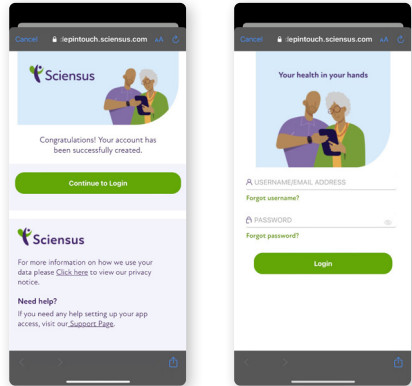 Cancel
lepintouch.sciensus.com
AA
Sciensus
Congratulations! Your account has
been successfully created.
Continue to Login
Sciensus
For more information on how we use your
data please Click here to view our privacy
notice.
Need help?
If you need any help setting up your app
access, visit our Support Page.
Cancel
lepintouch.sciensus.com
AA
Your health in your hands
USERNAME/EMAIL ADDRESS
Forgot username?
PASSWORD
Forgot password?
Login